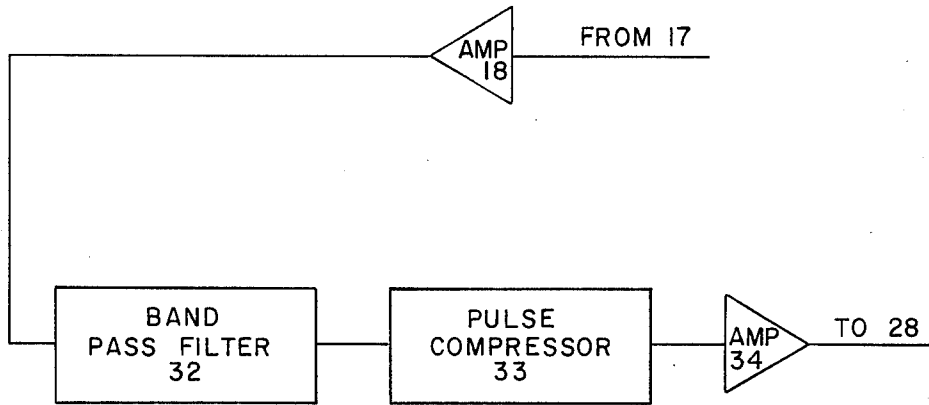 FROM 17
AMP
18
BAND
PASS FILTER
32
PULSE
COMPRESSOR
33
AMP
34
TO 28